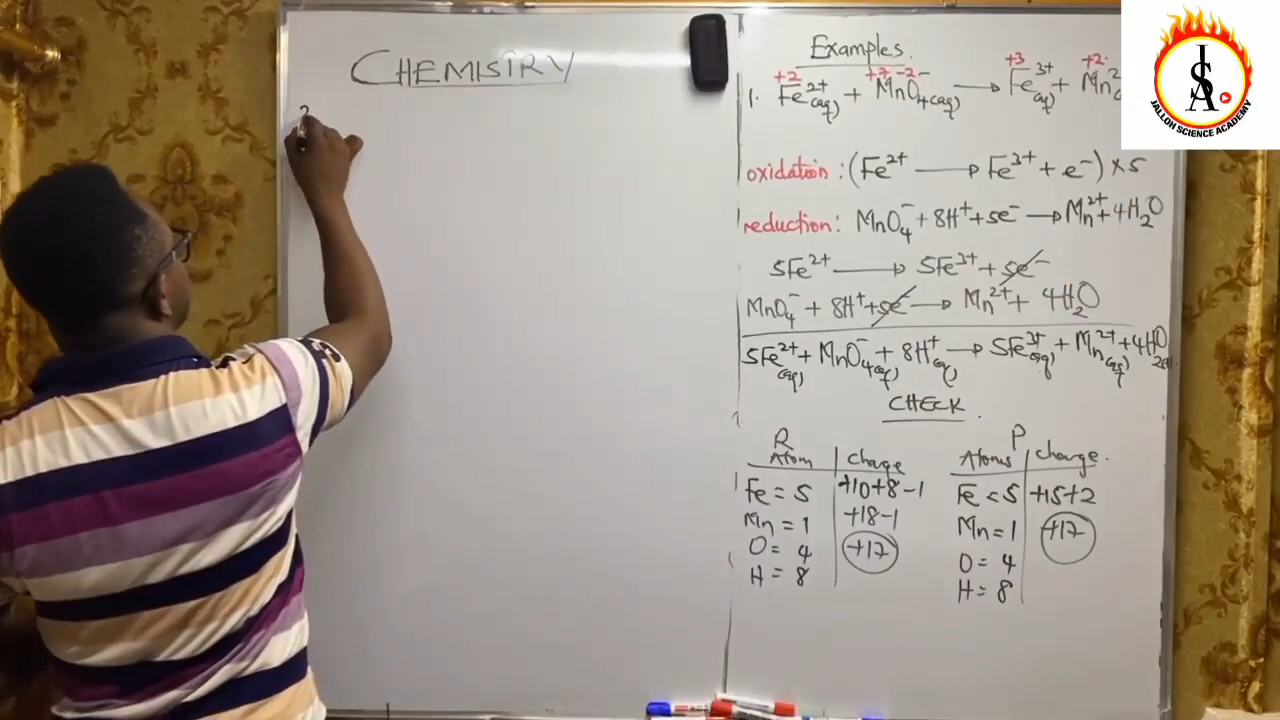 CHEMISTRY
2
Examples.
+2 +7 -2 +3 +2
1. Fe²⁺(aq) + MnO₄⁻(aq) → Fe³⁺(aq) + Mn²
oxidation: (Fe²⁺ → Fe³⁺ + e⁻) × 5
reduction: MnO₄⁻ + 8H⁺ + 5e⁻ → Mn²⁺ + 4H₂O
5Fe²⁺ → 5Fe³⁺ + 5e⁻
MnO₄⁻ + 8H⁺ + 5e⁻ → Mn²⁺ + 4H₂O
5Fe²⁺(aq) + MnO₄⁻(aq) + 8H⁺(aq) → 5Fe³⁺(aq) + Mn²⁺(aq) + 4H₂O
CHECK.
R
Atom charge
Fe = 5 +10+8-1
Mn = 1 +18-1
O = 4 +17
H = 8
P
Atoms charge.
Fe = 5 +15+2
Mn = 1 +17
O = 4
H = 8
JSA
JALLOH SCIENCE ACADEMY